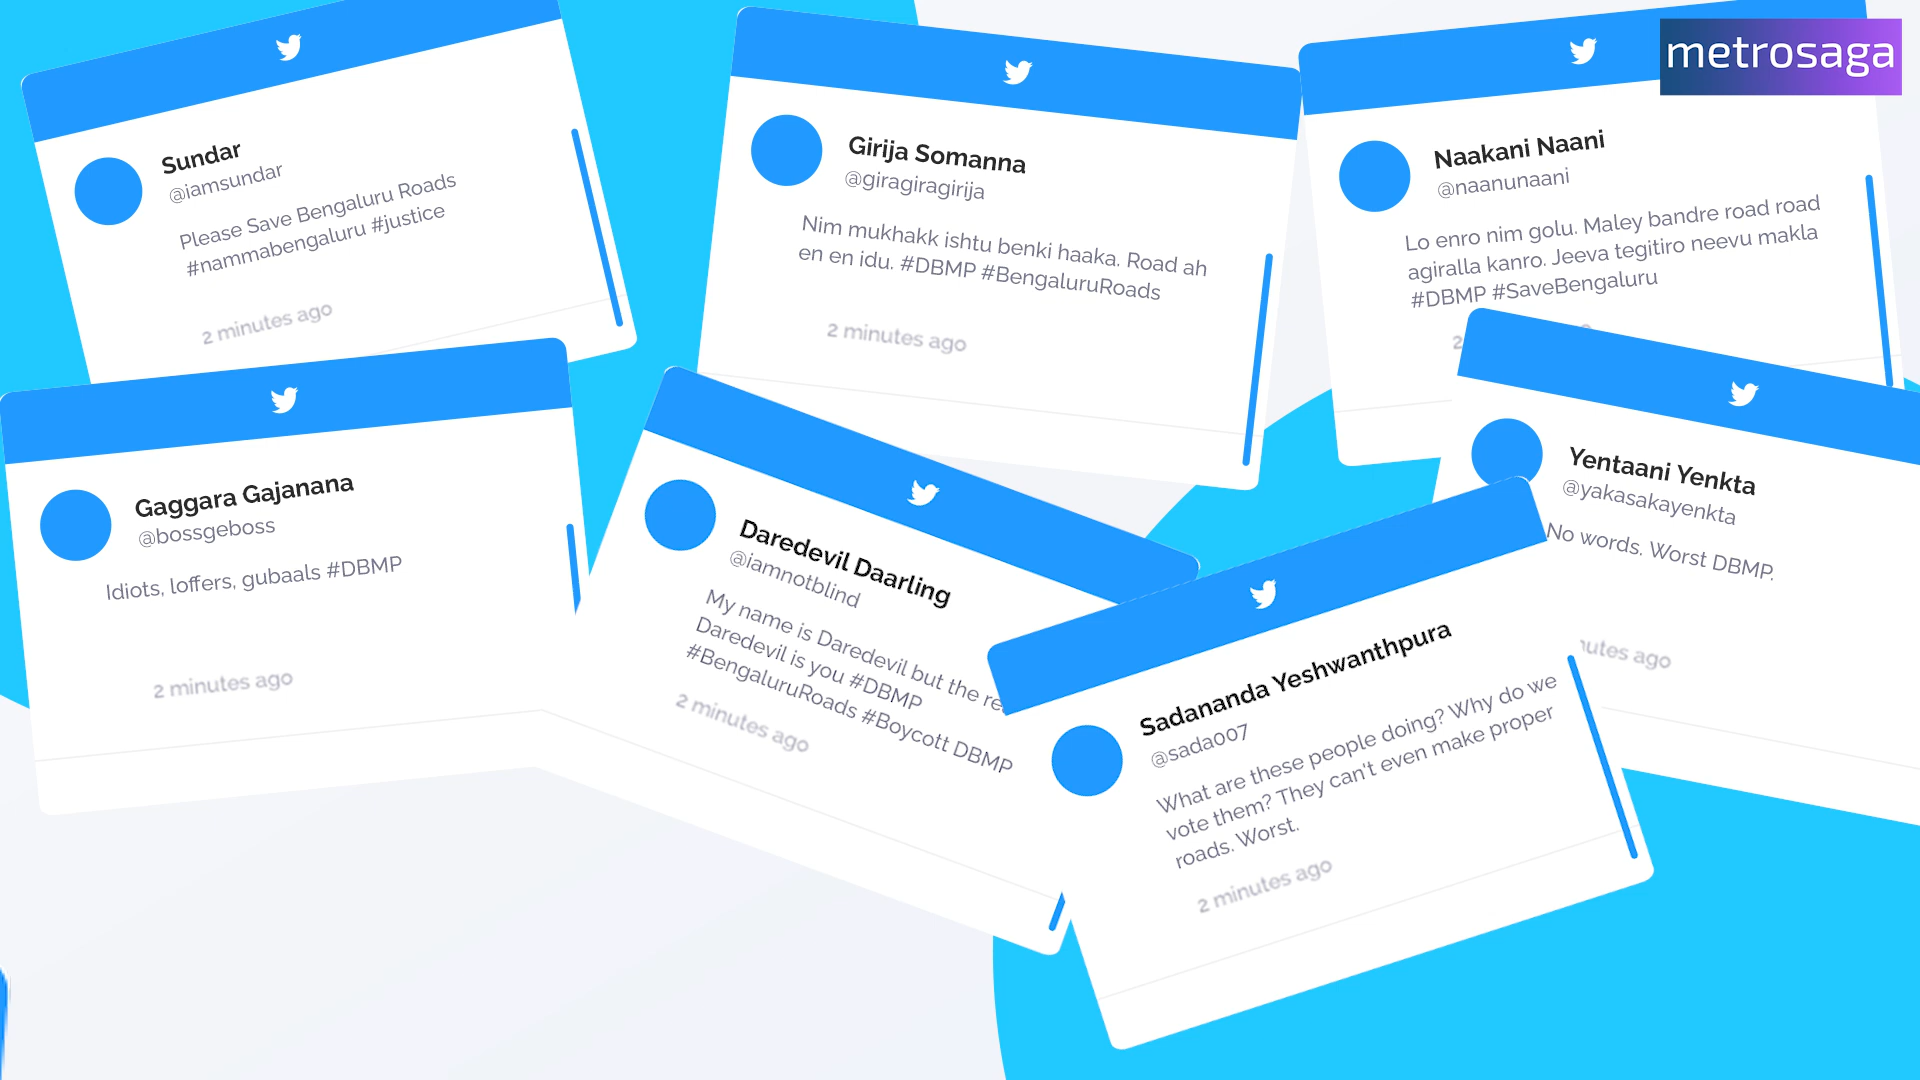 metrosaga
Sundar
@iamsundar
Please Save Bengaluru Roads
#nammabengaluru #justice
2 minutes ago
Girija Somanna
@giragiragirija
Nim mukhakk ishtu benki haaka. Road ah
en en idu. #DBMP #BengaluruRoads
2 minutes ago
Naakani Naani
@naanunaani
Lo enro nim golu. Maley bandre road road
agiralla kanro. Jeeva tegitiro neevu makla
#DBMP #SaveBengaluru
2
Gaggara Gajanana
@bossgeboss
Idiots, loffers, gubaals #DBMP
2 minutes ago
Daredevil Daarling
@iamnotblind
My name is Daredevil but the
Daredevil is you #DBMP
#BengaluruRoads #Boycott DBMP
2 minutes ago
Yentaani Yenkta
@yakasakayenkta
No words. Worst DBMP.
ago
Sadananda Yeshwanthpura
@sada007
What are these people doing? Why do we
vote them? They can't even make proper
roads. Worst.
2 minutes ago